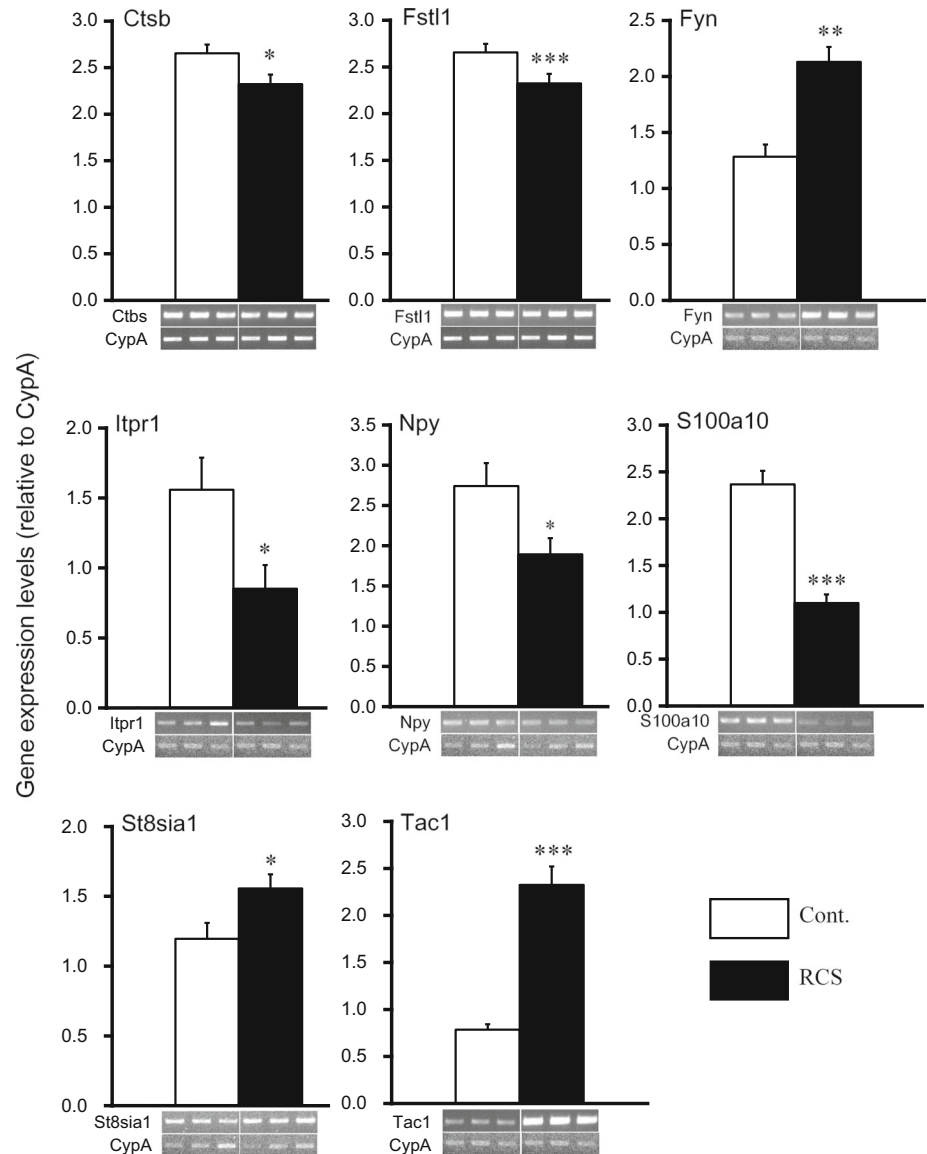 Gene expression levels (relative to CypA)
Ctsb
3.0
2.5
2.0
1.5
1.0
0.5
0.0
*
Ctbs
CypA
Fstl1
3.0
2.5
2.0
1.5
1.0
0.5
0.0
***
Fstl1
CypA
Fyn
2.5
2.0
1.5
1.0
0.5
0.0
**
Fyn
CypA
Itpr1
2.0
1.5
1.0
0.5
0.0
*
Itpr1
CypA
Npy
3.5
3.0
2.5
2.0
1.5
1.0
0.5
0.0
*
Npy
CypA
S100a10
3.0
2.5
2.0
1.5
1.0
0.5
0.0
***
S100a10
CypA
St8sia1
2.0
1.5
1.0
0.5
0.0
*
St8sia1
CypA
Tac1
3.0
2.5
2.0
1.5
1.0
0.5
0.0
***
Tac1
CypA
Cont.
RCS